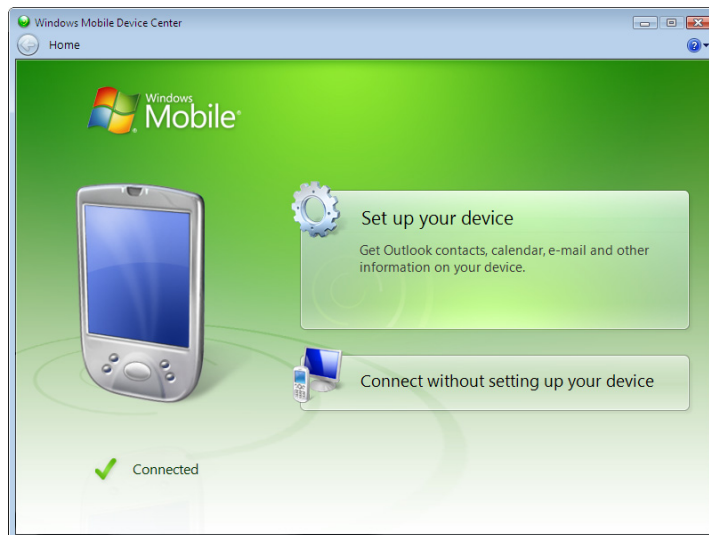 Windows Mobile Device Center
Home
Windows
Mobile®
Set up your device
Get Outlook contacts, calendar, e-mail and other
information on your device.
Connect without setting up your device
Connected